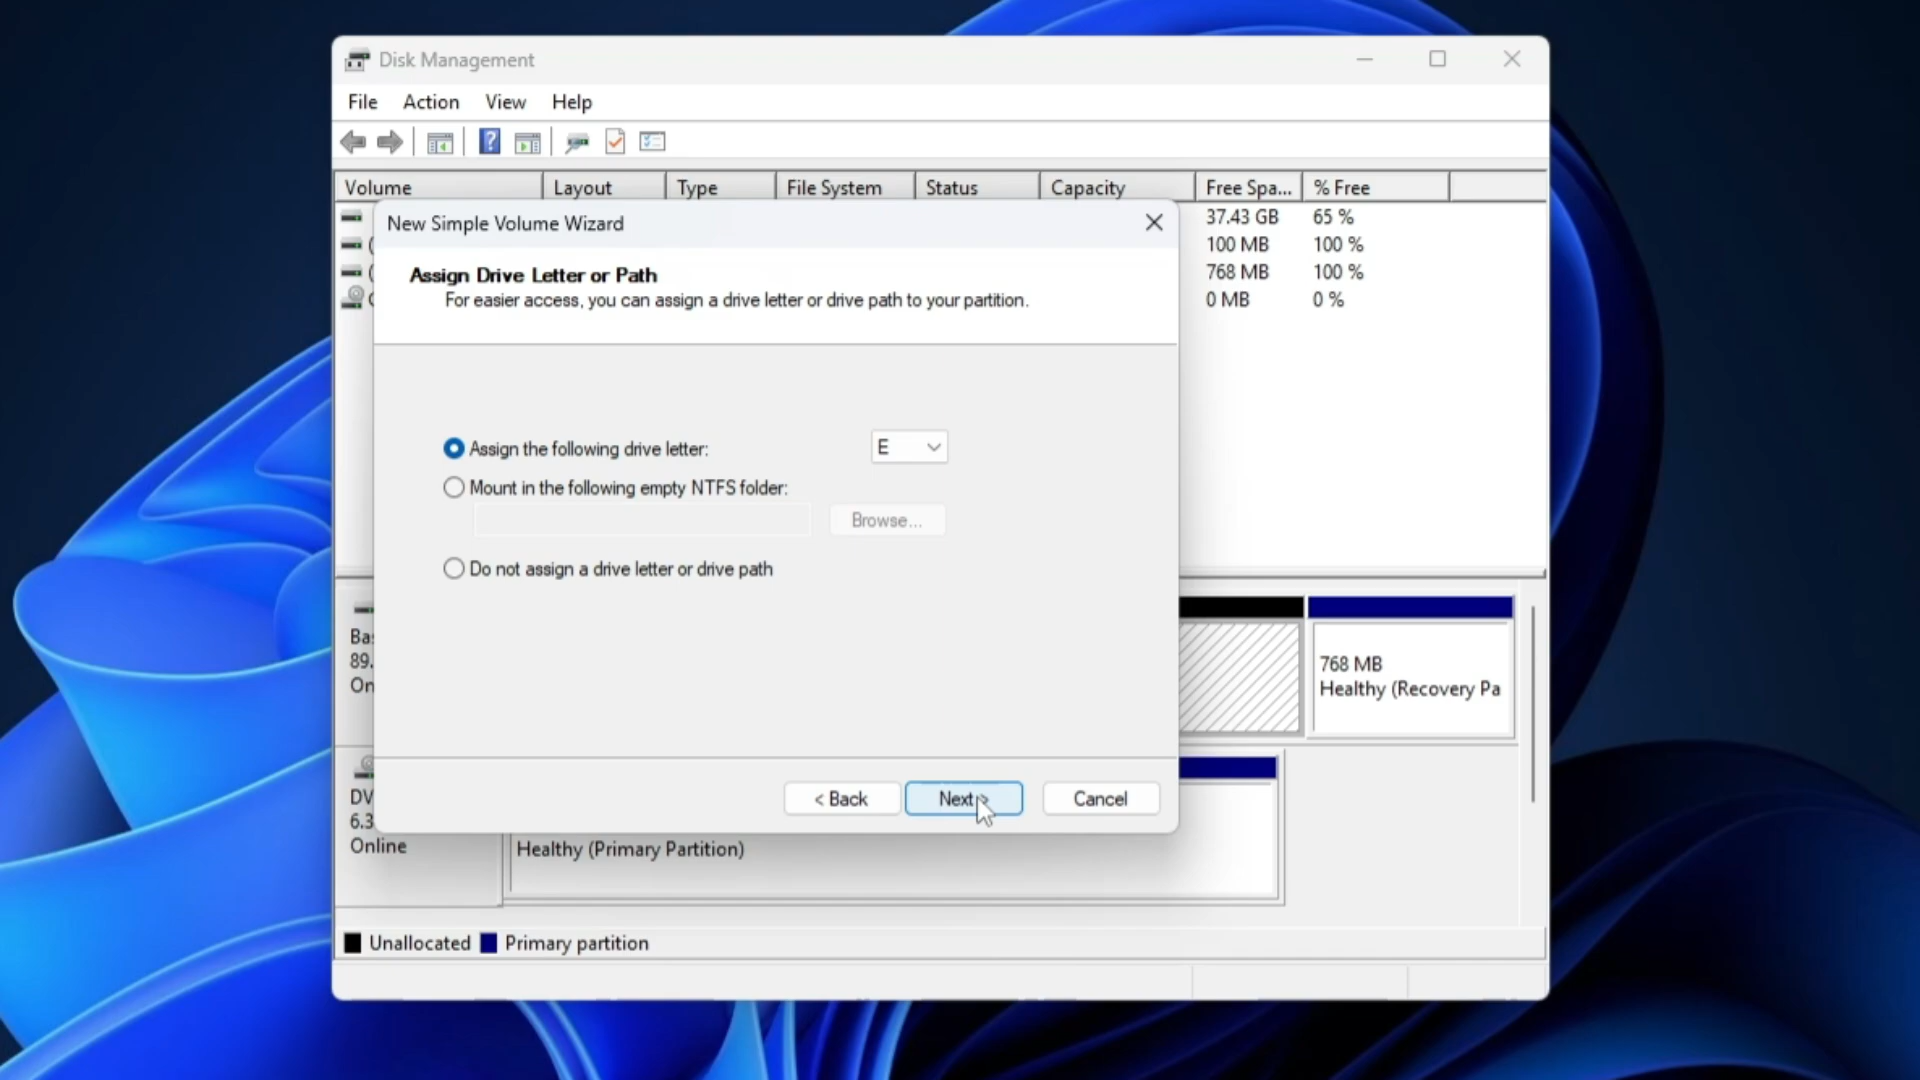 Disk Management
File Action View Help
Volume Layout Type File System Status Capacity Free Spa... % Free
37.43 GB 65 %
100 MB 100 %
768 MB 100 %
0 MB 0 %
New Simple Volume Wizard
Assign Drive Letter or Path
For easier access, you can assign a drive letter or drive path to your partition.
Assign the following drive letter: E
Mount in the following empty NTFS folder:
Browse...
Do not assign a drive letter or drive path
< Back Next > Cancel
Ba
89.
On
768 MB
Healthy (Recovery Pa
DV
6.3
Online
Healthy (Primary Partition)
Unallocated Primary partition